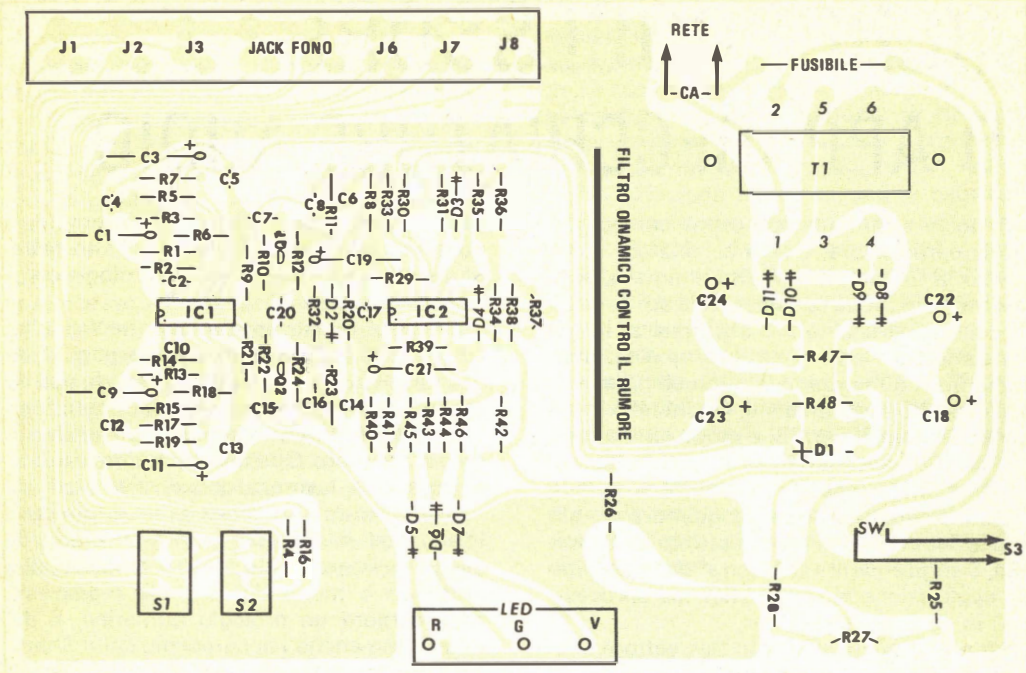 RETE
J1 J2 J3 JACK FONO J6 J7 J8
FUSIBILE
CA
2 5 6
T1
C3 +
R7
R5
C4
C5
R3
C1 +
R6
R1
R2
C2
C7
R9
R10
Q1
R12
C8
R11
C6
R8
R33
R30
R31
D3
R35
R36
+
C19
R29
IC1
C20
R32
D2
R20
C17
IC2
D4
R34
R38
R37
FILTRO DINAMICO CONTRO IL RUMORE
1 3 4
C24 +
D11
D10
D9
D8
C22
+
C10
R14
R13
C9 +
R18
R15
C12
R17
R19
C11 +
C13
R21
R22
Q2
R24
C15
C16
R23
C14
R39
+ C21
R40
R41
R45
R43
R44
R46
R42
R47
R48
C23 +
C18 +
D1
S1
S2
R4
R16
D5
D6
D7
R26
SW
S3
R28
R25
R27
LED
R G V